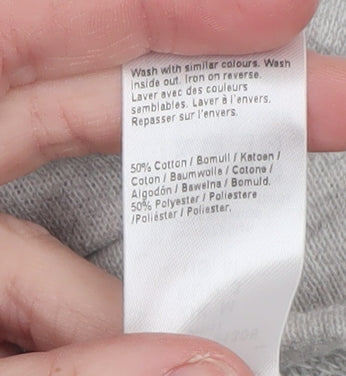 Wash with similar colours. Wash
inside out. Iron on reverse.
Laver avec des couleurs
semblables. Laver à l'envers.
Repasser sur l'envers.
50% Cotton / Bomull / Katoen /
Coton / Baumwolle / Cotone /
Algodón / Bawełna / Bomuld.
50% Polyester / Poliestere
/Poliéster / Poliester.